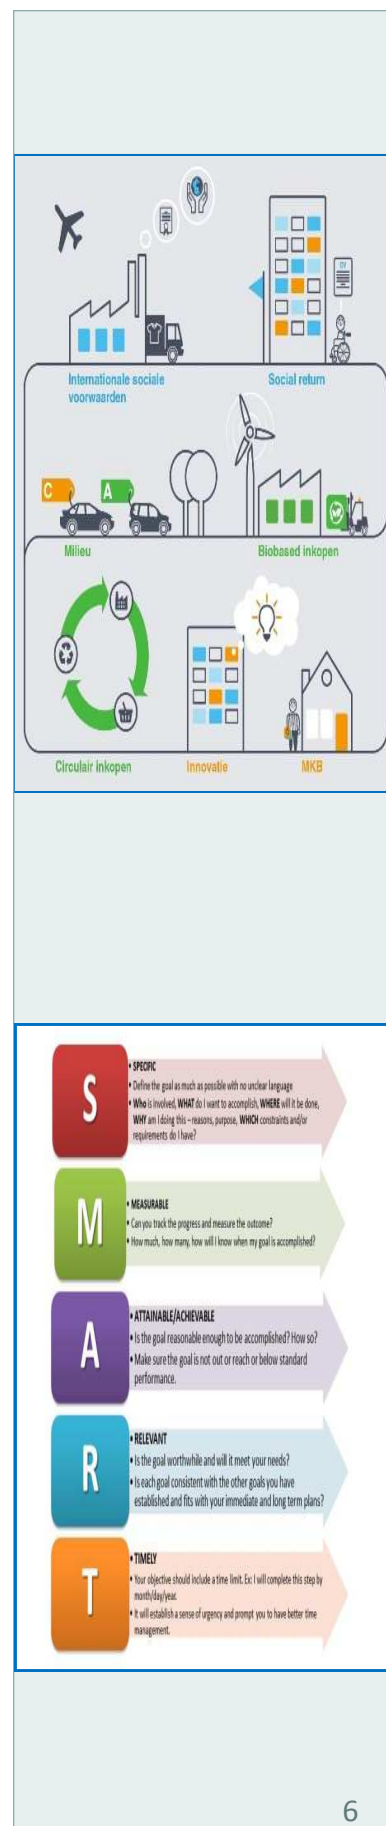 CV
Internationale sociale
voorwaarden
Social return
C
A
Milieu
Biobased inkopen
Circulair inkopen
Innovatie
MKB
S
• SPECIFIC
• Define the goal as much as possible with no unclear language
• Who is involved, WHAT do I want to accomplish, WHERE will it be done,
WHY am I doing this – reasons, purpose, WHICH constraints and/or
requirements do I have?
M
• MEASURABLE
• Can you track the progress and measure the outcome?
• How much, how many, how will I know when my goal is accomplished?
A
• ATTAINABLE/ACHIEVABLE
• Is the goal reasonable enough to be accomplished? How so?
• Make sure the goal is not out or reach or below standard
performance.
R
• RELEVANT
• Is the goal worthwhile and will it meet your needs?
• Is each goal consistent with the other goals you have
established and fits with your immediate and long term plans?
T
• TIMELY
• Your objective should include a time limit. Ex: I will complete this step by
month/day/year.
• It will establish a sense of urgency and prompt you to have better time
management.
6